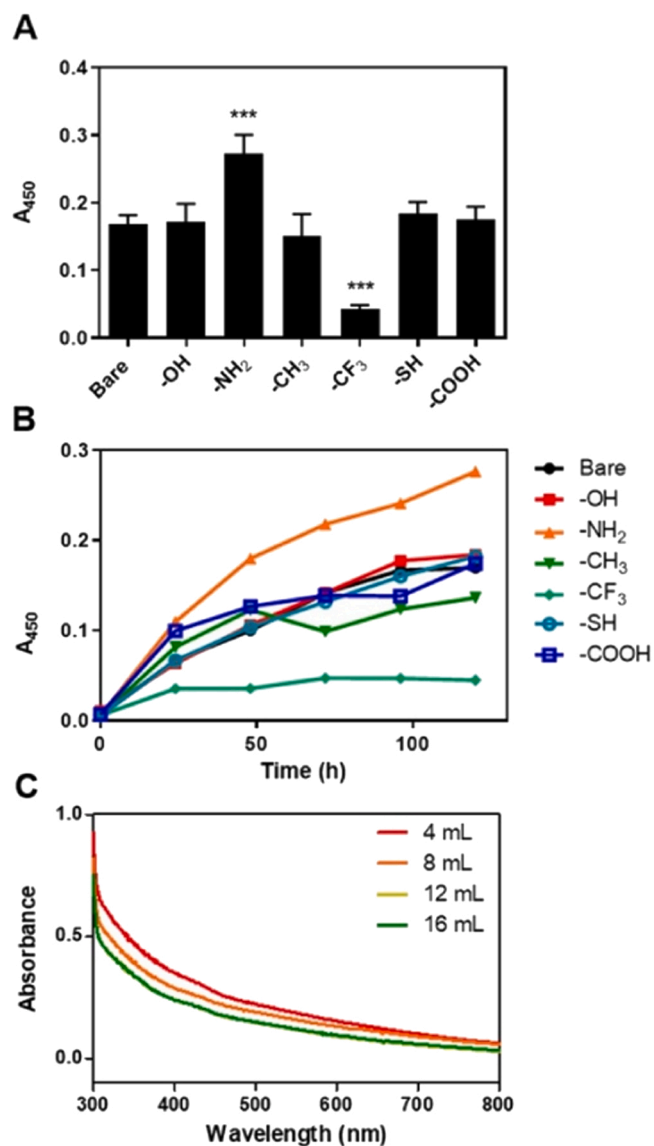 A
0.4
0.3
0.2
0.1
0.0
A450
***
***
Bare
-OH
-NH2
-CH3
-CF3
-SH
-COOH
B
0.3
0.2
0.1
0.0
A450
0
50
100
Time (h)
Bare
-OH
-NH2
-CH3
-CF3
-SH
-COOH
C
1.0
0.5
0.0
Absorbance
4 mL
8 mL
12 mL
16 mL
300
400
500
600
700
800
Wavelength (nm)